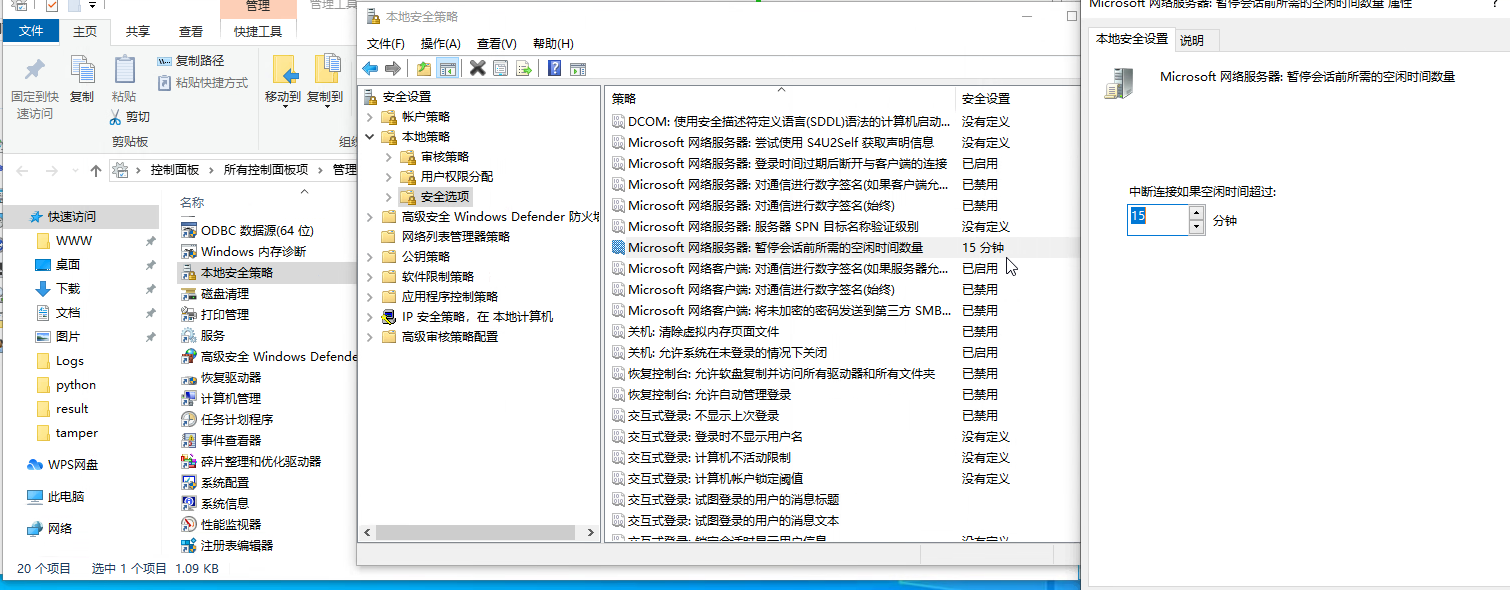 管理
管理工具
文件
主页
共享
查看
快捷工具
固定到快
速访问
复制
粘贴
复制路径
粘贴快捷方式
剪切
移动到
复制到
剪贴板
组织
控制面板
所有控制面板项
管理
快速访问
WWW
桌面
下载
文档
图片
Logs
python
result
tamper
WPS网盘
此电脑
网络
名称
ODBC 数据源(64 位)
Windows 内存诊断
本地安全策略
磁盘清理
打印管理
服务
高级安全 Windows Defende
恢复驱动器
计算机管理
任务计划程序
事件查看器
碎片整理和优化驱动器
系统配置
系统信息
性能监视器
注册表编辑器
20 个项目 选中 1 个项目 1.09 KB
本地安全策略
文件(F) 操作(A) 查看(V) 帮助(H)
安全设置
帐户策略
本地策略
审核策略
用户权限分配
安全选项
高级安全 Windows Defender 防火墙
网络列表管理器策略
公钥策略
软件限制策略
应用程序控制策略
IP 安全策略，在 本地计算机
高级审核策略配置
策略 安全设置
DCOM: 使用安全描述符定义语言(SDDL)语法的计算机启动... 没有定义
Microsoft 网络服务器: 尝试使用 S4U2Self 获取声明信息 没有定义
Microsoft 网络服务器: 登录时间过期后断开与客户端的连接 已启用
Microsoft 网络服务器: 对通信进行数字签名(如果客户端允... 已禁用
Microsoft 网络服务器: 对通信进行数字签名(始终) 已禁用
Microsoft 网络服务器: 服务器 SPN 目标名称验证级别 没有定义
Microsoft 网络服务器: 暂停会话前所需的空闲时间数量 15 分钟
Microsoft 网络客户端: 对通信进行数字签名(如果服务器允... 已启用
Microsoft 网络客户端: 对通信进行数字签名(始终) 已禁用
Microsoft 网络客户端: 将未加密的密码发送到第三方 SMB... 已禁用
关机: 清除虚拟内存页面文件 已禁用
关机: 允许系统在未登录的情况下关闭 已启用
恢复控制台: 允许软盘复制并访问所有驱动器和所有文件夹 已禁用
恢复控制台: 允许自动管理登录 已禁用
交互式登录: 不显示上次登录 已禁用
交互式登录: 登录时不显示用户名 没有定义
交互式登录: 计算机不活动限制 没有定义
交互式登录: 计算机帐户锁定阈值 没有定义
交互式登录: 试图登录的用户的消息标题
交互式登录: 试图登录的用户的消息文本
交互式登录: 锁定会话时显示用户信息 没有定义
Microsoft 网络服务器: 暂停会话前所需的空闲时间数量 属性 ?
本地安全设置 说明
Microsoft 网络服务器: 暂停会话前所需的空闲时间数量
中断连接如果空闲时间超过:
15 分钟